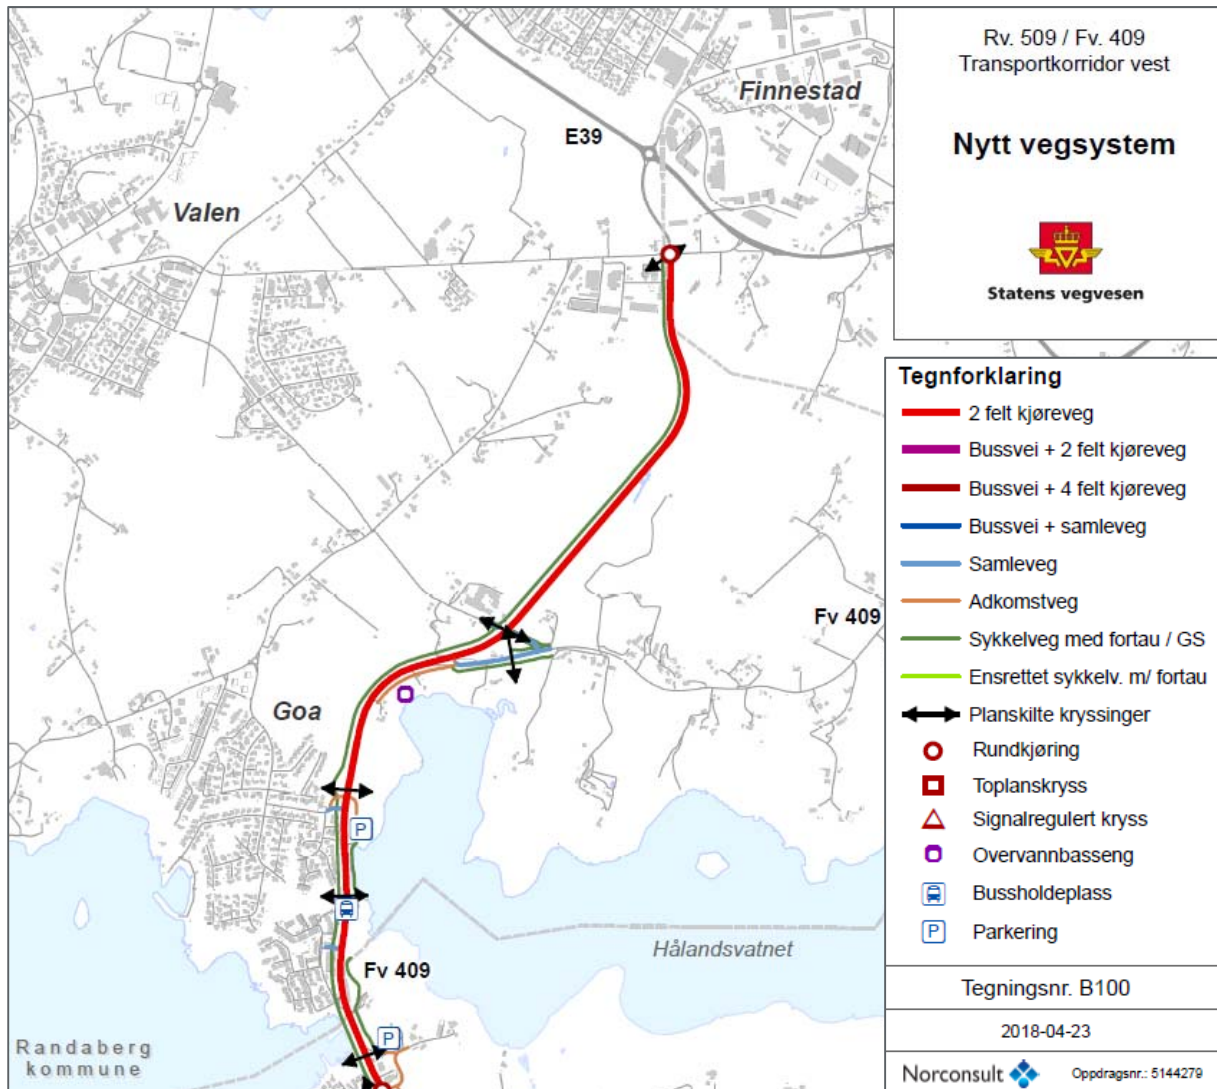 Rv. 509 / Fv. 409
Transportkorridor vest
Nytt vegsystem
Statens vegvesen
Finnestad
E39
Valen
Tegnforklaring
2 felt kjøreveg
Bussvei + 2 felt kjøreveg
Bussvei + 4 felt kjøreveg
Bussvei + samleveg
Samleveg
Adkomstveg
Sykkelveg med fortau / GS
Ensrettet sykkelv. m/ fortau
Planskilte kryssinger
Rundkjøring
Toplanskryss
Signalregulert kryss
Overvannbasseng
Bussholdeplass
P Parkering
Fv 409
Goa
P
Hålandsvatnet
Fv 409
P
Randaberg
kommune
Tegningsnr. B100
2018-04-23
Norconsult Oppdragsnr.: 5144279